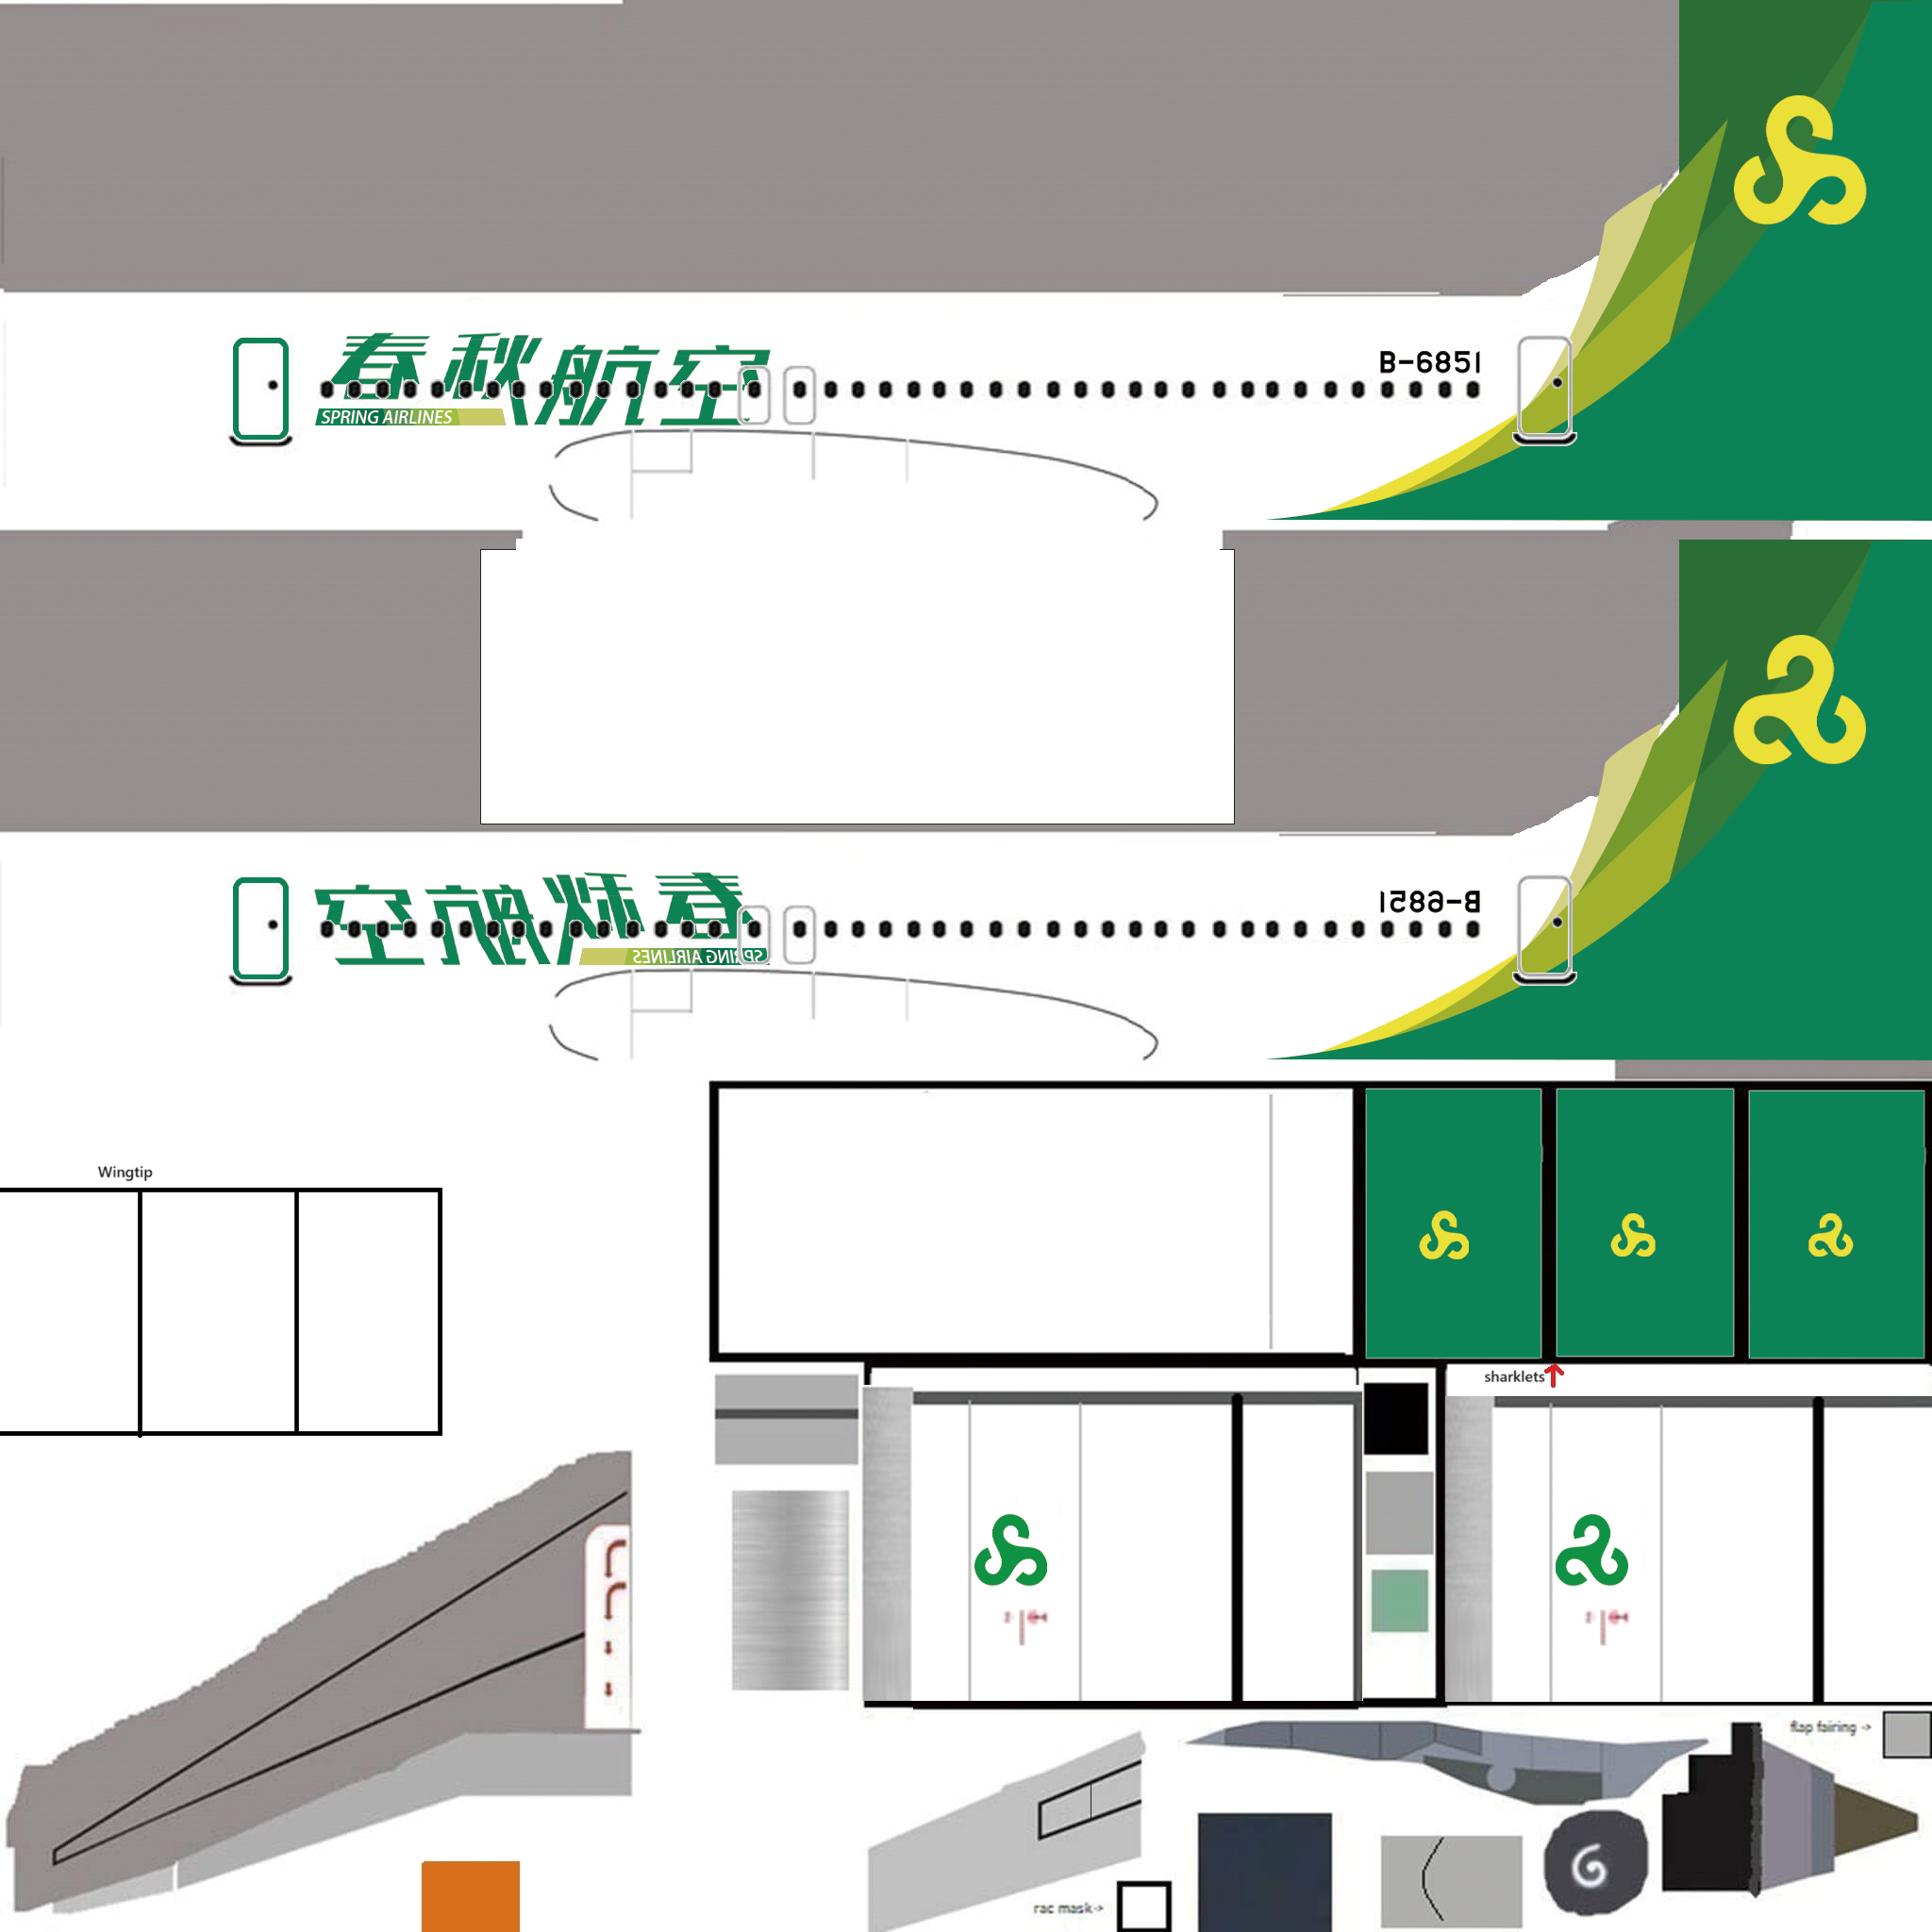 春秋航空
B-6851
SPRING AIRLINES
春秋航空
B-6851
SPRING AIRLINES
Wingtip
sharklets
flap fairing ->
rac mask->